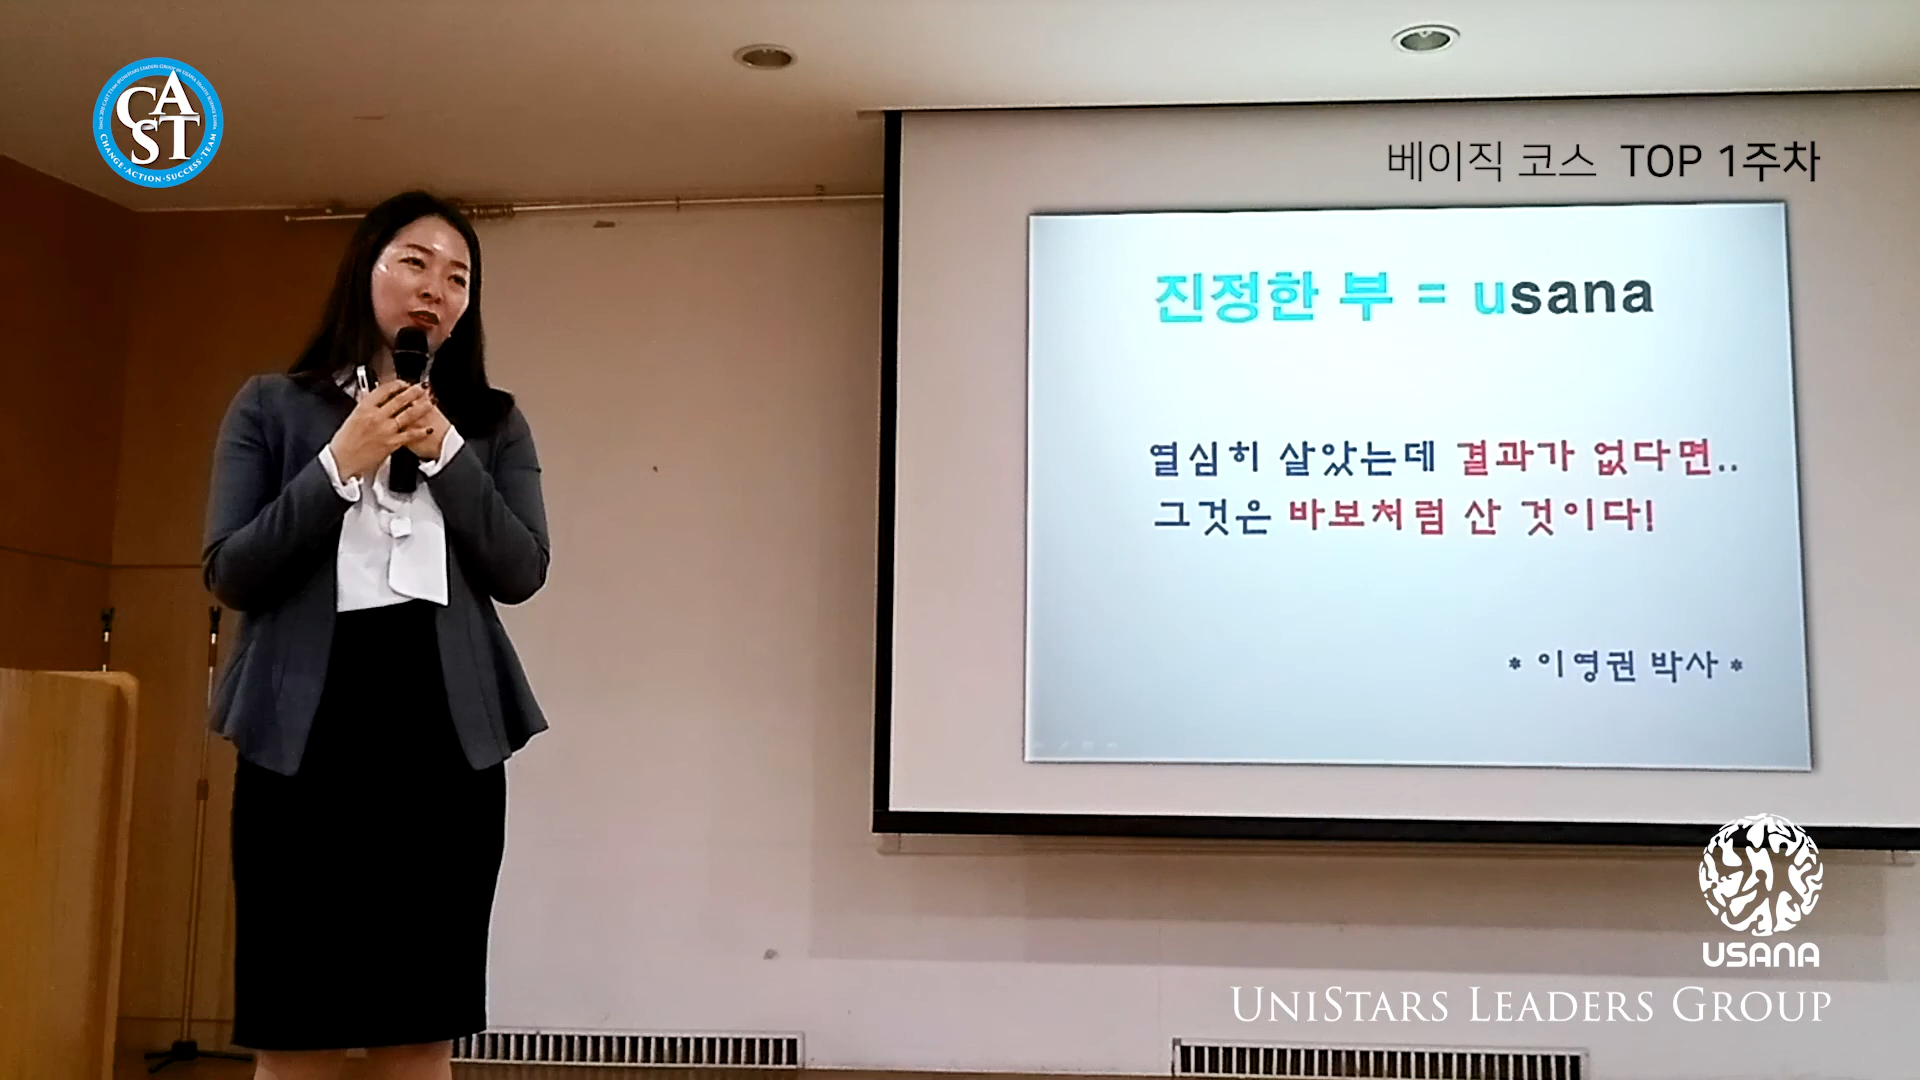 CAST
CHANGE·ACTION·SUCCESS·TEAM
베이직 코스 TOP 1주차
진정한 부 = usana
열심히 살았는데 결과가 없다면..
그것은 바보처럼 산 것이다!
* 이영권 박사 *
USANA
UNISTARS LEADERS GROUP